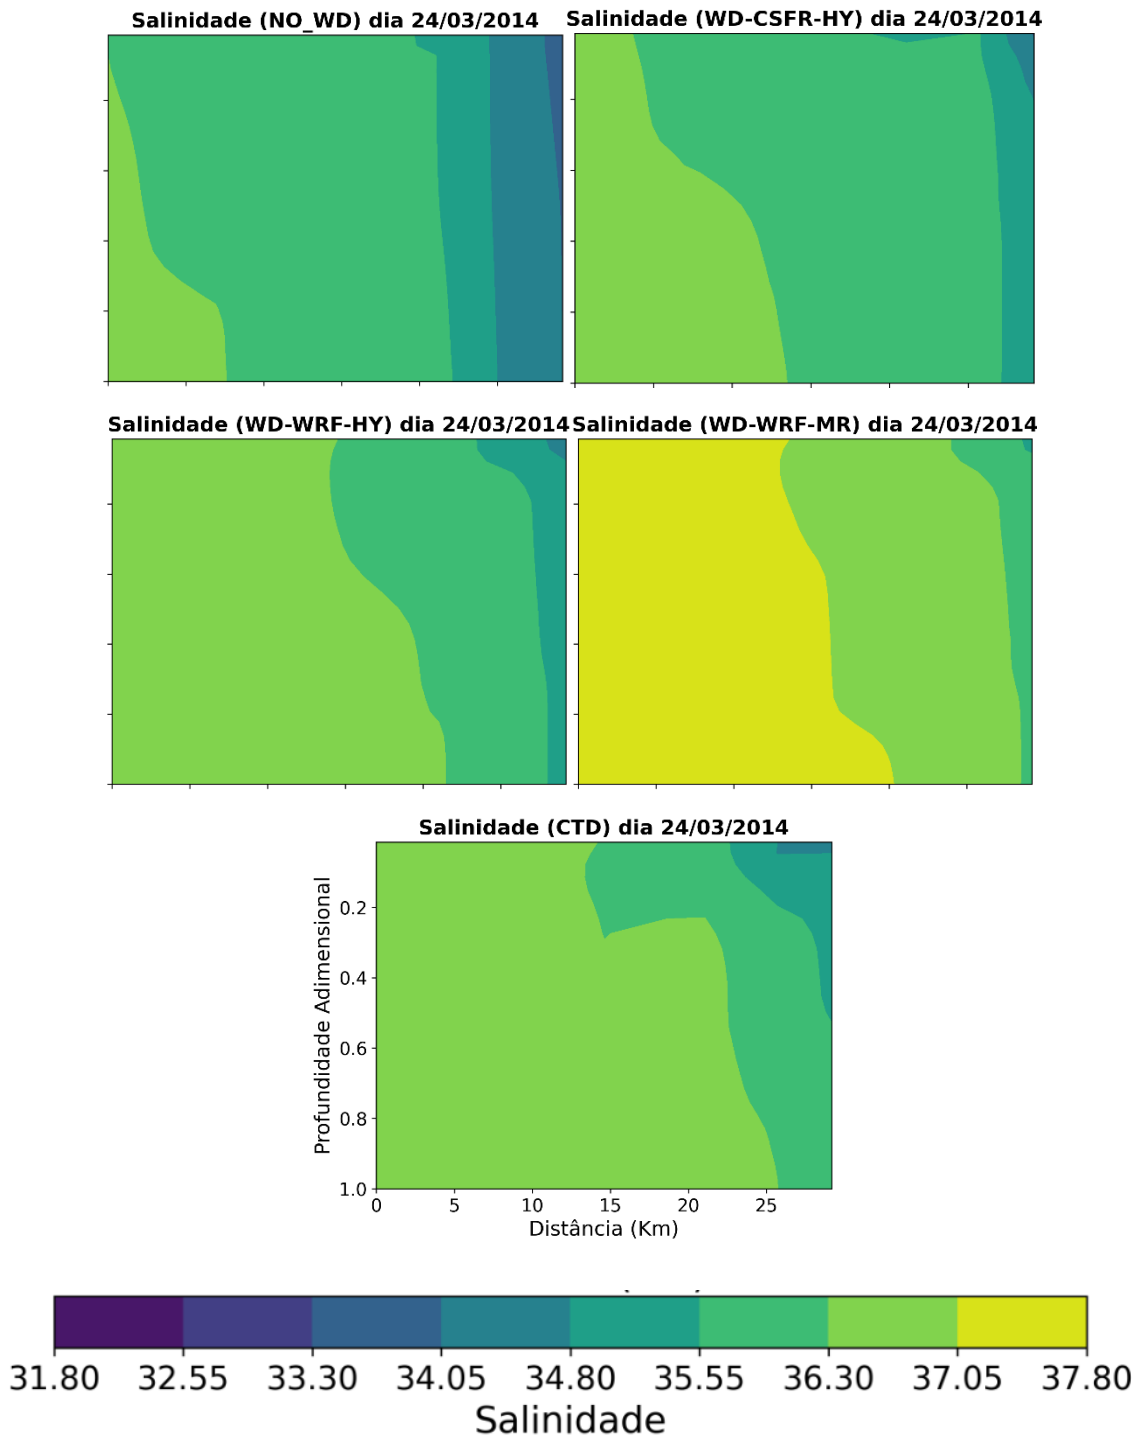 Salinidade (NO_WD) dia 24/03/2014
Salinidade (WD-CSFR-HY) dia 24/03/2014
Salinidade (WD-WRF-HY) dia 24/03/2014
Salinidade (WD-WRF-MR) dia 24/03/2014
Salinidade (CTD) dia 24/03/2014
Profundidade Adimensional
0.2
0.4
0.6
0.8
1.0
0 5 10 15 20 25
Distância (Km)
31.80 32.55 33.30 34.05 34.80 35.55 36.30 37.05 37.80
Salinidade